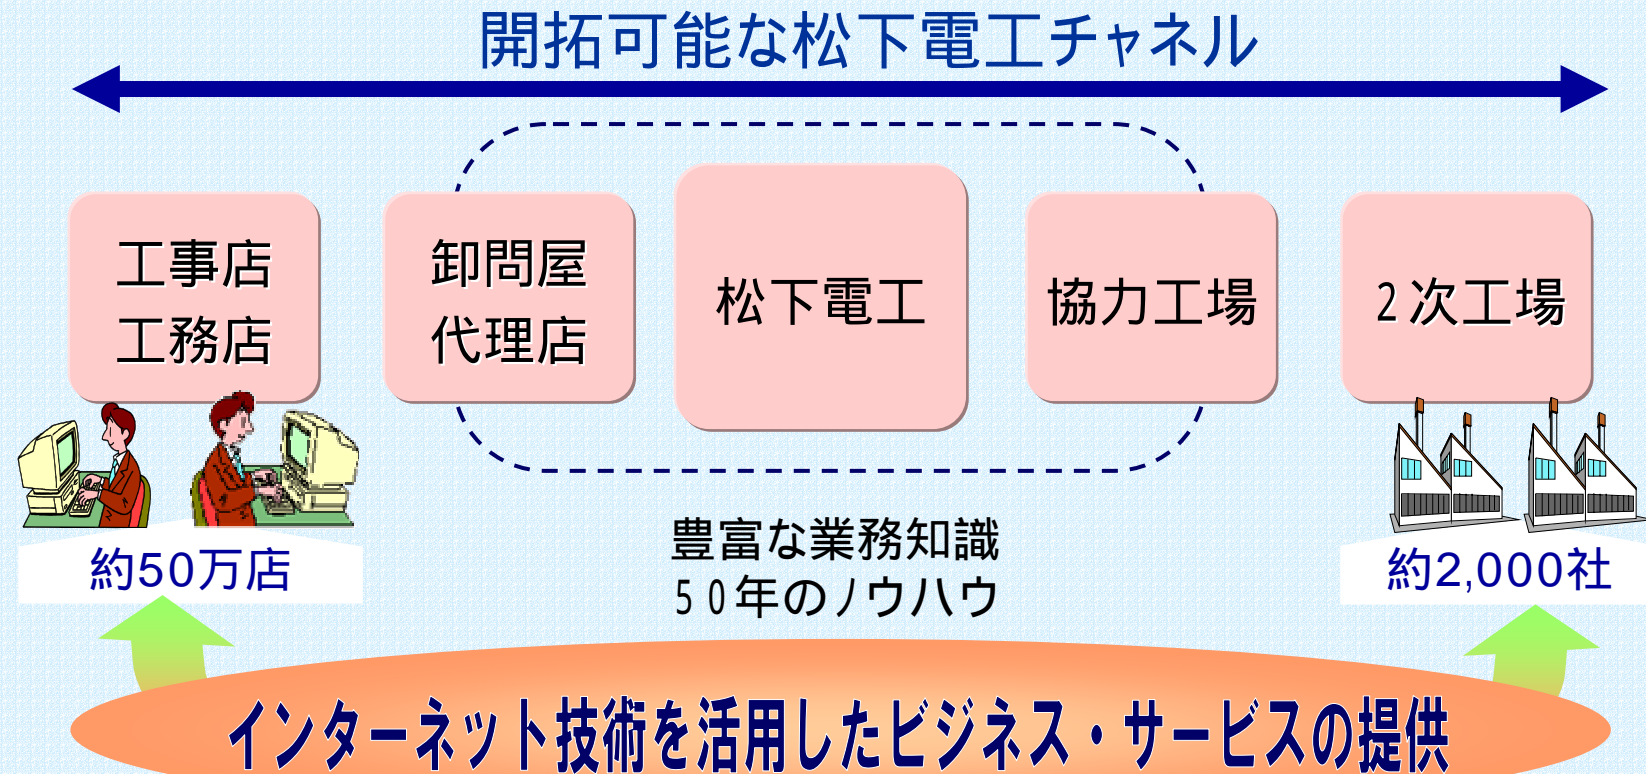 開拓可能な松下電工チャネル
工事店
工務店
卸問屋
代理店
松下電工
協力工場
２次工場
約50万店
約2,000社
豊富な業務知識
５０年のノウハウ
インターネット技術を活用したビジネス・サービスの提供